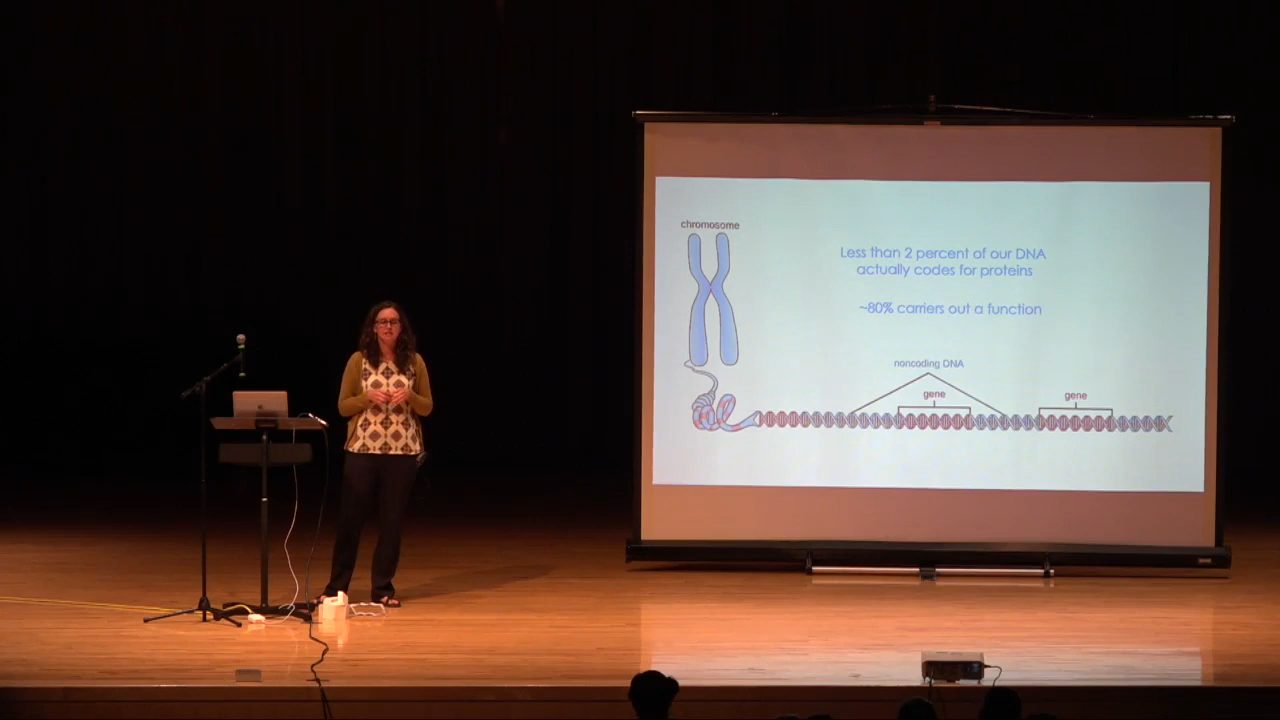 chromosome
Less than 2 percent of our DNA
actually codes for proteins
~80% carriers out a function
noncoding DNA
gene
gene